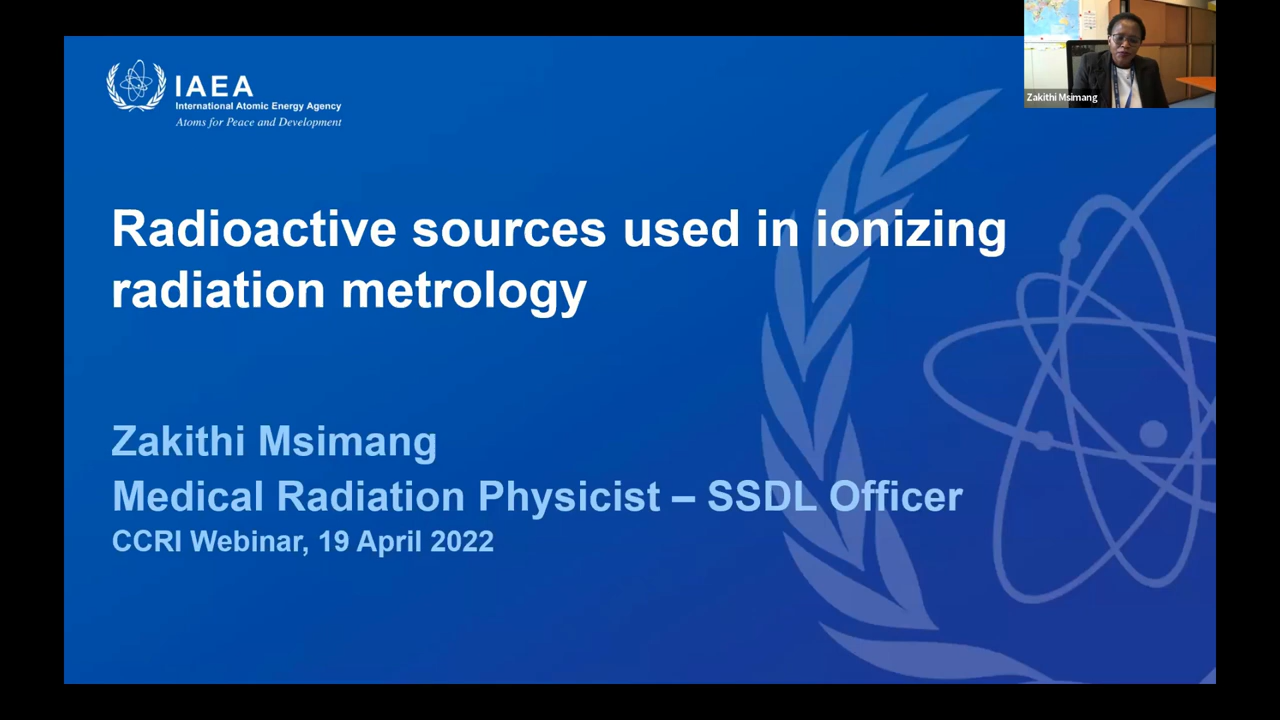 IAEA
International Atomic Energy Agency
Atoms for Peace and Development
Zakithi Msimang
Radioactive sources used in ionizing
radiation metrology
Zakithi Msimang
Medical Radiation Physicist – SSDL Officer
CCRI Webinar, 19 April 2022